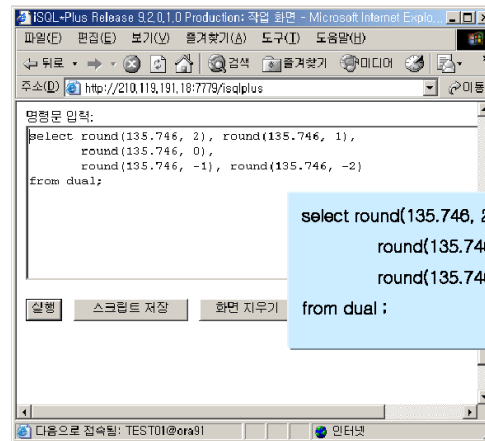 iSQL*Plus Release 9.2.0.1.0 Production: 작업 화면 - Microsoft Internet Explo...
파일(F) 편집(E) 보기(V) 즐겨찾기(A) 도구(T) 도움말(H)
뒤로 검색 즐겨찾기 미디어
주소(D) http://210.119.191.18:7779/isqlplus 이동
명령문 입력:
select round(135.746, 2), round(135.746, 1),
round(135.746, 0),
round(135.746, -1), round(135.746, -2)
from dual;
select round(135.746, 2
round(135.74
round(135.74
from dual ;
실행 스크립트 저장 화면 지우기
다음으로 접속됨: TEST01@ora91 인터넷